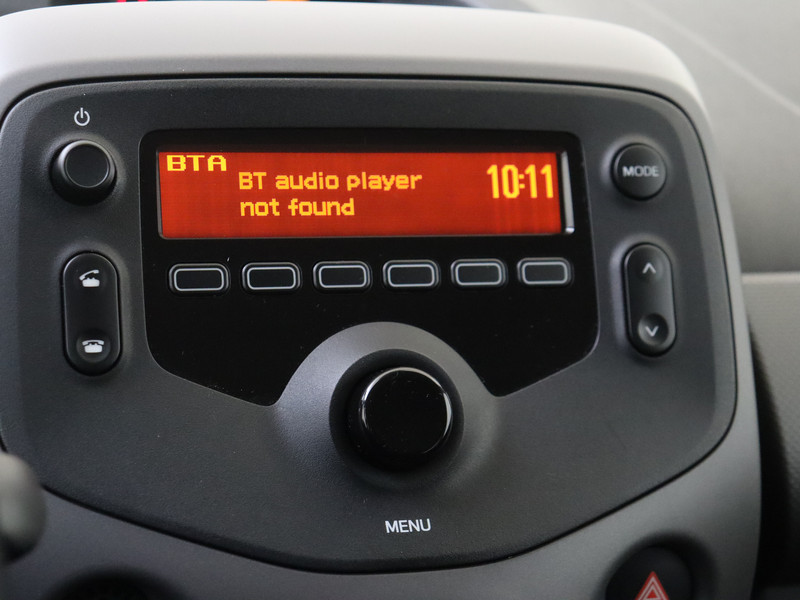 BTA
BT audio player
not found
10:11
MODE
MENU